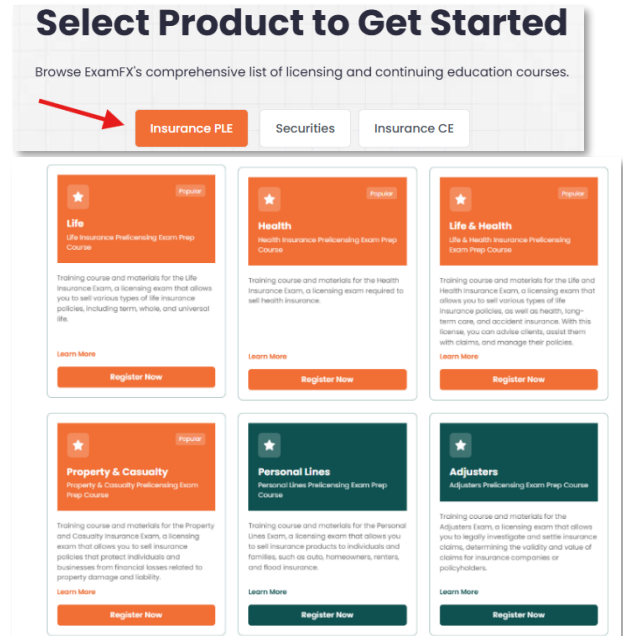 Select Product to Get Started
Browse ExamFX's comprehensive list of licensing and continuing education courses.
Insurance PLE
Securities
Insurance CE
Popular
Life
Life Insurance Prelicensing Exam Prep
Course
Training course and materials for the Life
Insurance Exam, a licensing exam that allows
you to sell various types of life insurance
policies, including term, whole, and universal
life.
Learn More
Register Now
Popular
Health
Health Insurance Prelicensing Exam Prep
Course
Training course and materials for the Health
Insurance Exam, a licensing exam required to
sell health insurance.
Learn More
Register Now
Popular
Life & Health
Life & Health Insurance Prelicensing
Exam Prep Course
Training course and materials for the Life and
Health Insurance Exam, a licensing exam that
allows you to sell various types of life
insurance policies, as well as health, long-
term care, and accident insurance. With this
license, you can advise clients, assist them
with claims, and manage their policies.
Learn More
Register Now
Popular
Property & Casualty
Property & Casualty Prelicensing Exam
Prep Course
Training course and materials for the Property
and Casualty Insurance Exam, a licensing
exam that allows you to sell insurance
policies that protect individuals and
businesses from financial losses related to
property damage and liability.
Learn More
Register Now
Personal Lines
Personal Lines Prelicensing Exam Prep
Course
Training course and materials for the Personal
Lines Exam, a licensing exam that allows you
to sell insurance products to individuals and
families, such as auto, homeowners, renters,
and flood insurance.
Learn More
Register Now
Adjusters
Adjusters Prelicensing Exam Prep Course
Training course and materials for the
Adjusters Exam, a licensing exam that allows
you to legally investigate and settle insurance
claims, determining the validity and value of
claims for insurance companies or
policyholders.
Learn More
Register Now